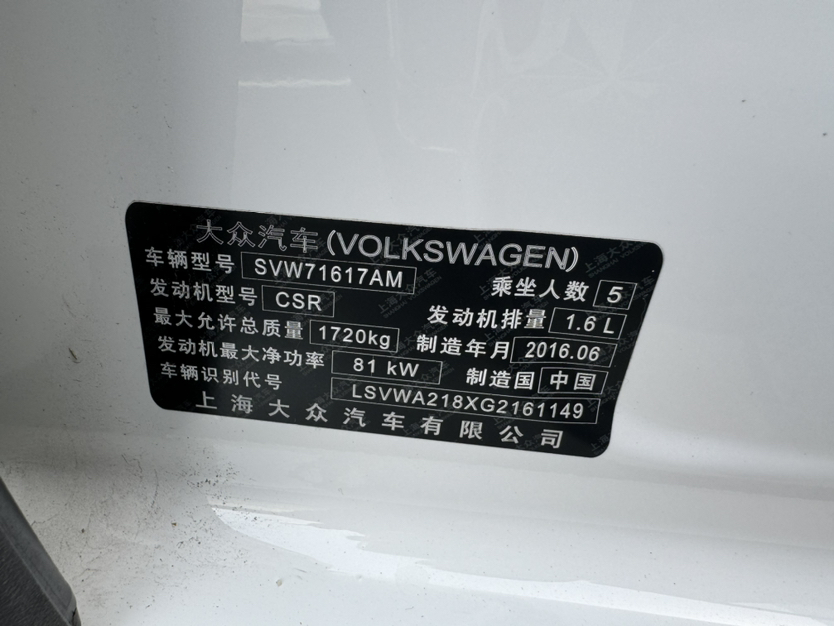 大众汽车(VOLKSWAGEN)
车辆型号 SVW71617AM 乘坐人数 5
发动机型号 CSR 发动机排量 1.6 L
最大允许总质量 1720kg 制造年月 2016.06
发动机最大净功率 81 kW 制造国 中国
车辆识别代号 LSVWA218XG2161149
上海大众汽车有限公司